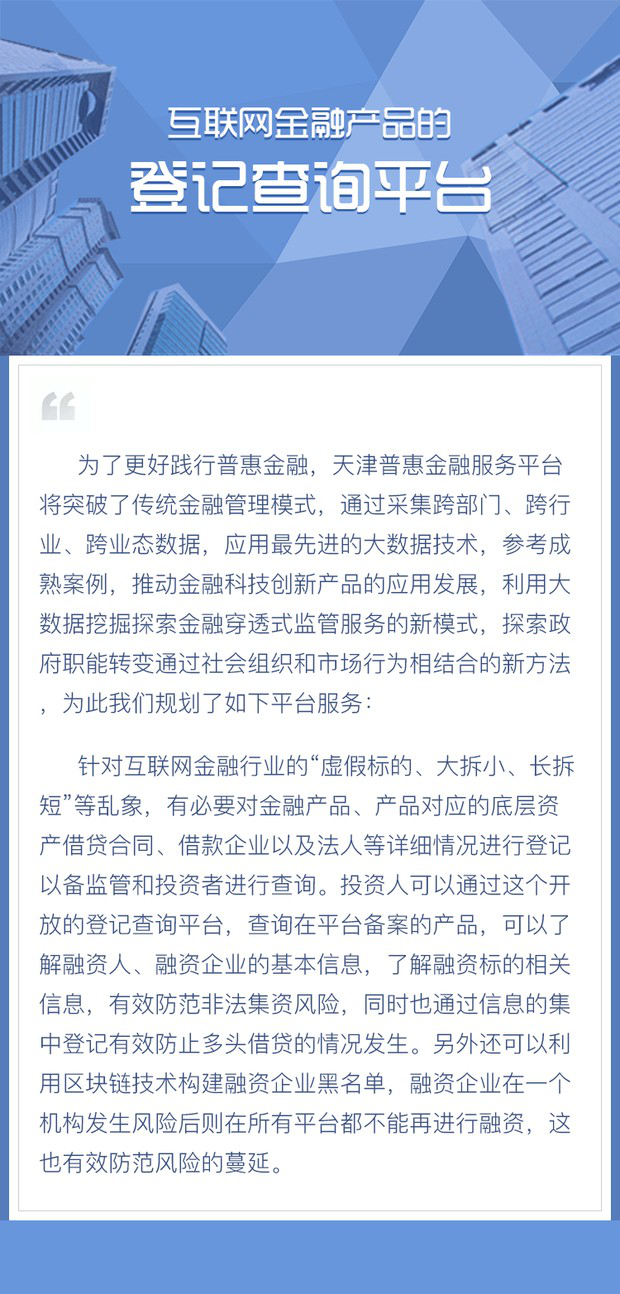 互联网金融产品的
登记查询平台
“
为了更好践行普惠金融，天津普惠金融服务平台
将突破了传统金融管理模式，通过采集跨部门、跨行
业、跨业态数据，应用最先进的大数据技术，参考成
熟案例，推动金融科技创新产品的应用发展，利用大
数据挖掘探索金融穿透式监管服务的新模式，探索政
府职能转变通过社会组织和市场行为相结合的新方法
，为此我们规划了如下平台服务：
针对互联网金融行业的“虚假标的、大拆小、长拆
短”等乱象，有必要对金融产品、产品对应的底层资
产借贷合同、借款企业以及法人等详细情况进行登记
以备监管和投资者进行查询。投资人可以通过这个开
放的登记查询平台，查询在平台备案的产品，可以了
解融资人、融资企业的基本信息，了解融资标的相关
信息，有效防范非法集资风险，同时也通过信息的集
中登记有效防止多头借贷的情况发生。另外还可以利
用区块链技术构建融资企业黑名单，融资企业在一个
机构发生风险后则在所有平台都不能再进行融资，这
也有效防范风险的蔓延。